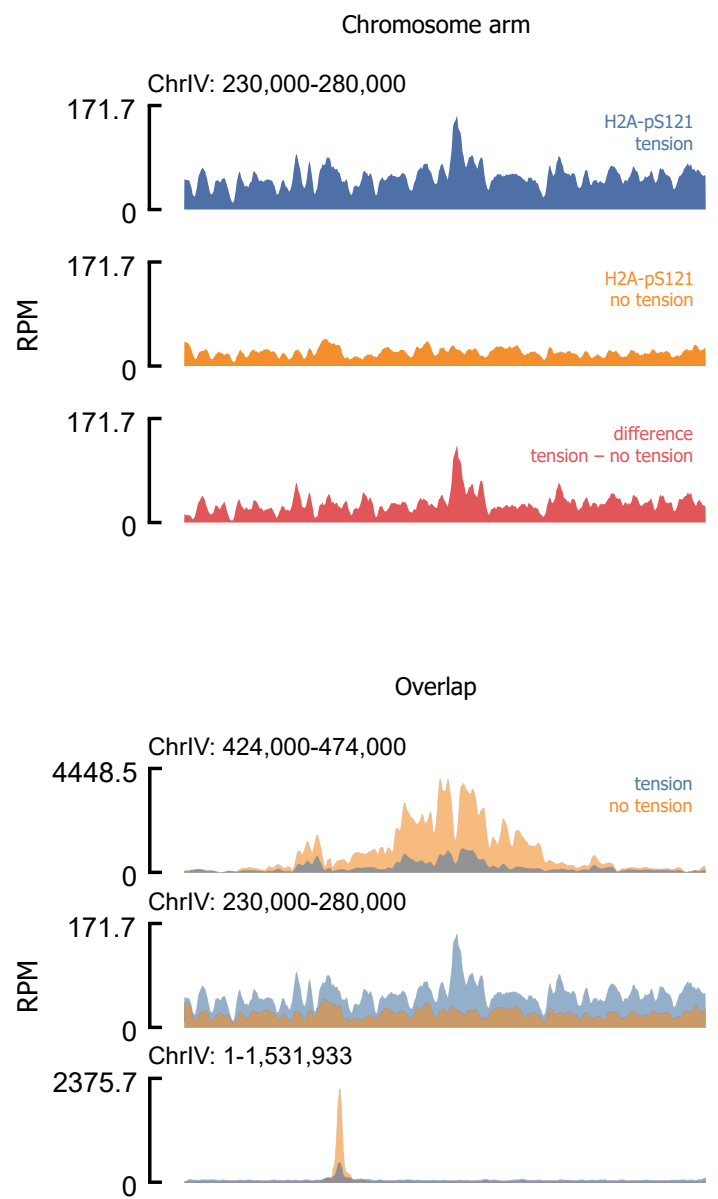 Chromosome arm
ChrIV: 230,000-280,000
171.7
H2A-pS121
tension
0
171.7
H2A-pS121
no tension
RPM
0
171.7
difference
tension – no tension
0
Overlap
ChrIV: 424,000-474,000
4448.5
tension
no tension
0
ChrIV: 230,000-280,000
171.7
RPM
0
ChrIV: 1-1,531,933
2375.7
0